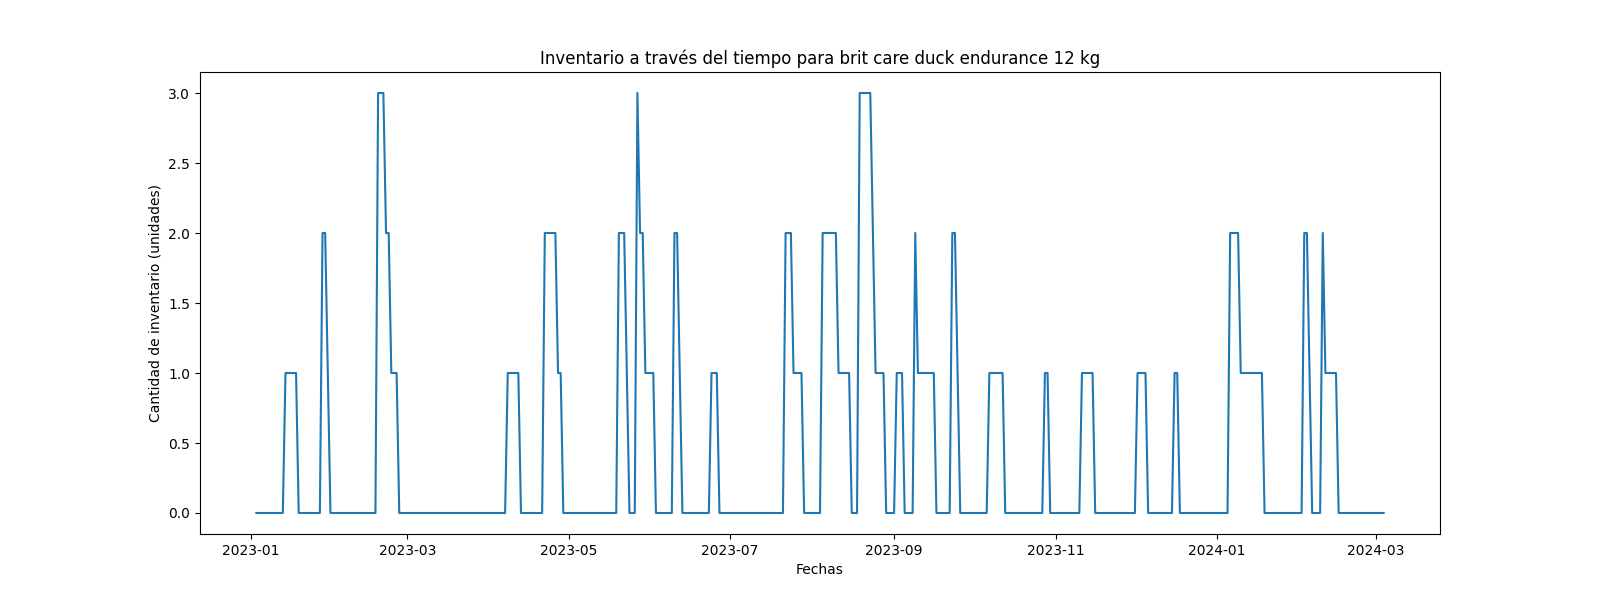 Inventario a través del tiempo para brit care duck endurance 12 kg
Cantidad de inventario (unidades)
3.0
2.5
2.0
1.5
1.0
0.5
0.0
2023-01 2023-03 2023-05 2023-07 2023-09 2023-11 2024-01 2024-03
Fechas